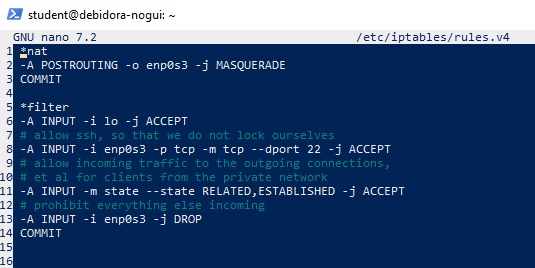 student@debidora-nogui: ~
GNU nano 7.2 /etc/iptables/rules.v4
1 *nat
2 -A POSTROUTING -o enp0s3 -j MASQUERADE
3 COMMIT
4
5 *filter
6 -A INPUT -i lo -j ACCEPT
7 # allow ssh, so that we do not lock ourselves
8 -A INPUT -i enp0s3 -p tcp -m tcp --dport 22 -j ACCEPT
9 # allow incoming traffic to the outgoing connections,
10 # et al for clients from the private network
11 -A INPUT -m state --state RELATED,ESTABLISHED -j ACCEPT
12 # prohibit everything else incoming
13 -A INPUT -i enp0s3 -j DROP
14 COMMIT
15
16